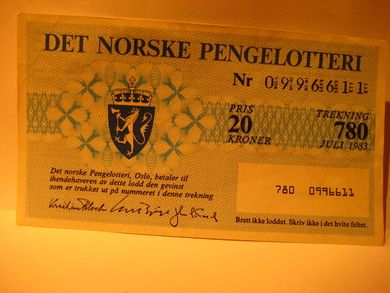 DET NORSKE PENGELOTTERI
Nr 0996611
PRIS
20
KRONER
TREKNING
780
JULI 1983
Det norske Pengelotteri, Oslo, betaler til
ihendehaveren av dette lodd den gevinst
som er trukket ut på nummeret i denne trekning
780 0996611
Brett ikke loddet. Skriv ikke i det hvite feltet.